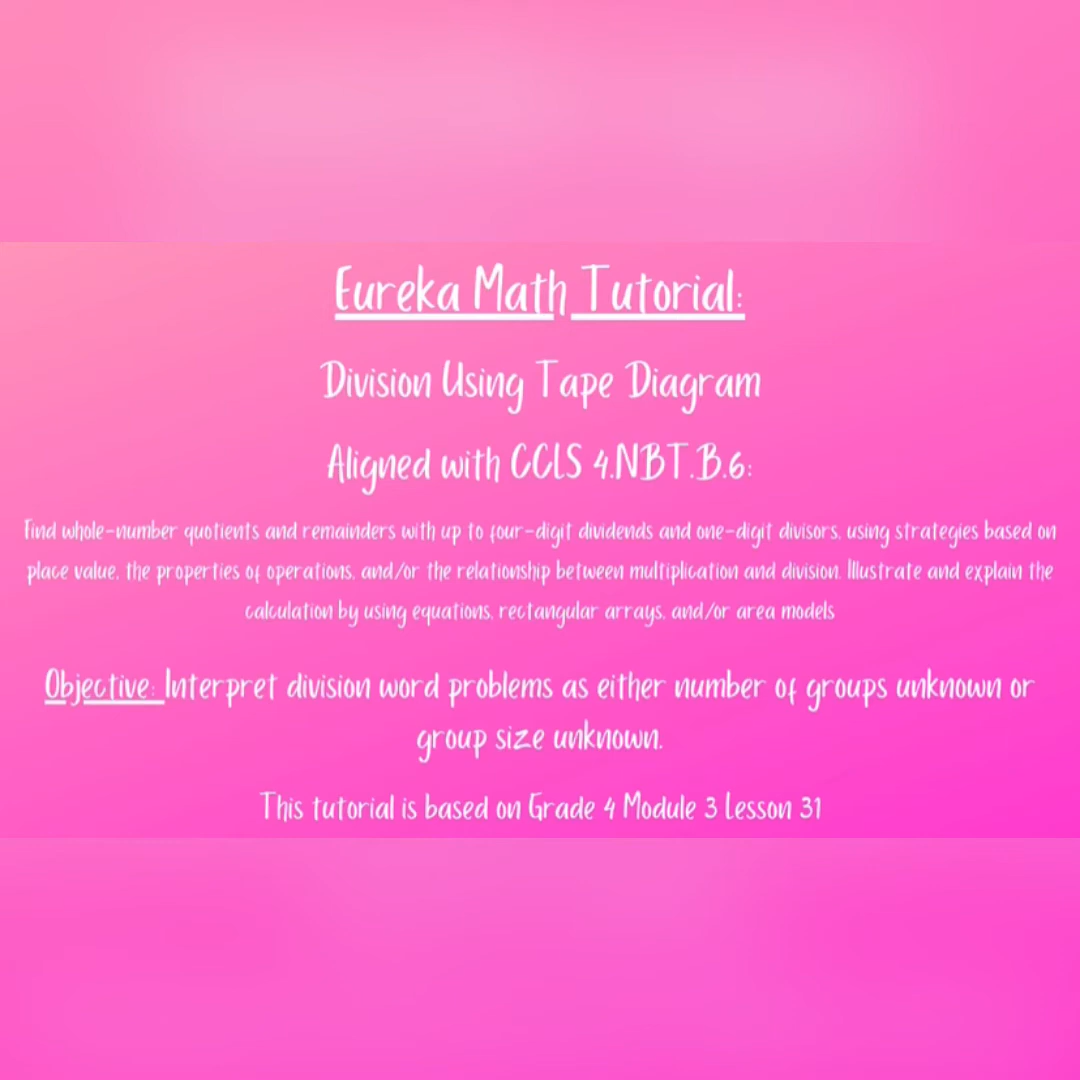 Eureka Math Tutorial:
Division Using Tape Diagram
Aligned with CCLS 4.NBT.B.6:
Find whole-number quotients and remainders with up to four-digit dividends and one-digit divisors, using strategies based on
place value, the properties of operations, and/or the relationship between multiplication and division. Illustrate and explain the
calculation by using equations, rectangular arrays, and/or area models
Objective: Interpret division word problems as either number of groups unknown or
group size unknown.
This tutorial is based on Grade 4 Module 3 Lesson 31